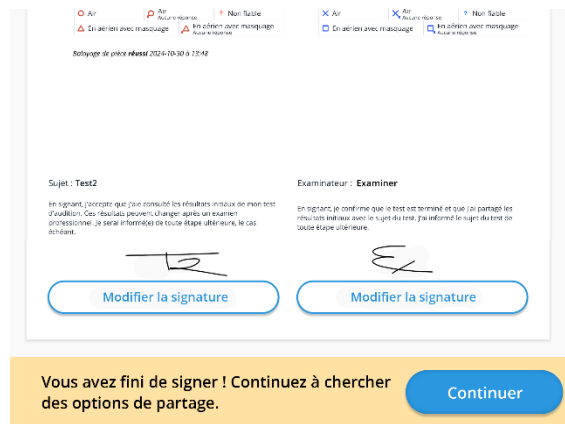 Air
Air
Aucune réponse
? Non fiable
En aérien avec masquage
En aérien avec masquage
Aucune réponse
Air
Air
Aucune réponse
? Non fiable
En aérien avec masquage
En aérien avec masquage
Aucune réponse
Balayage de pièce réussi 2024-10-30 à 13:48
Sujet : Test2
En signant, j'accepte que j'aie consulté les résultats initiaux de mon test
d'audition. Ces résultats peuvent changer après un examen
professionnel. Je serai informé(e) de toute étape ultérieure, le cas
échéant.
T2
Modifier la signature
Examinateur : Examiner
En signant, je confirme que le test est terminé et que j'ai partagé les
résultats initiaux avec le sujet du test. J'ai informé le sujet du test de
toute étape ultérieure.
Ex
Modifier la signature
Vous avez fini de signer ! Continuez à chercher
des options de partage.
Continuer